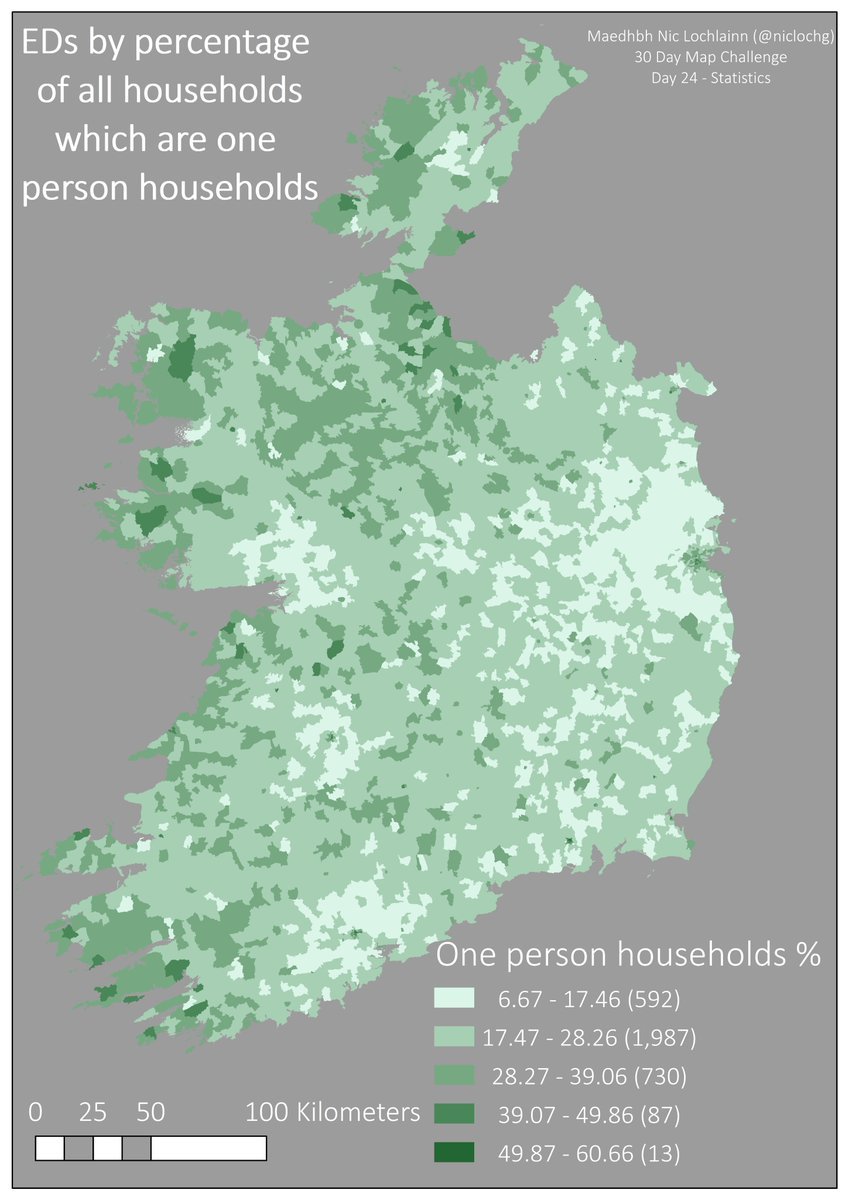 EDs by percentage
of all households
which are one
person households
Maedhbh Nic Lochlainn (@niclochg)
30 Day Map Challenge
Day 24 - Statistics
One person households %
6.67 - 17.46 (592)
17.47 - 28.26 (1,987)
28.27 - 39.06 (730)
39.07 - 49.86 (87)
49.87 - 60.66 (13)
0 25 50 100 Kilometers